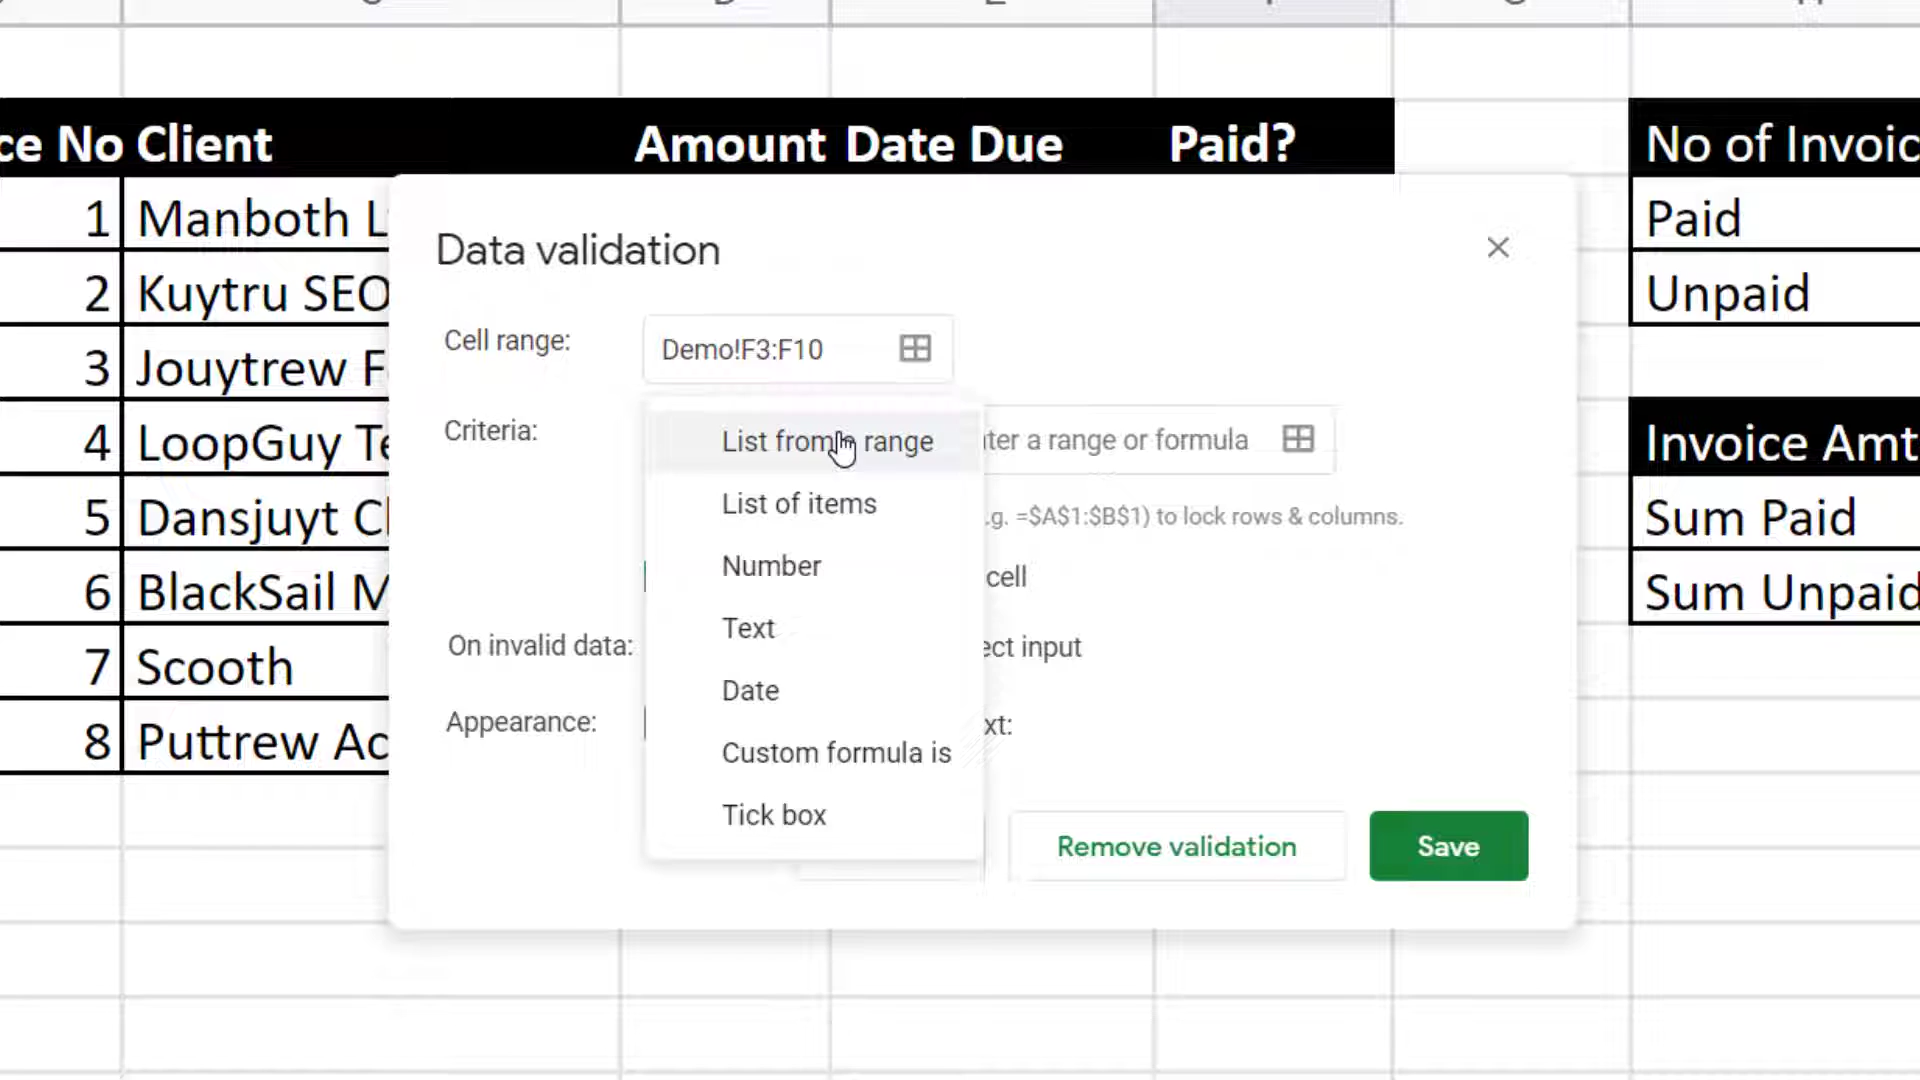 ce No Client Amount Date Due Paid? No of Invoic
1 Manboth L
2 Kuytru SEO
3 Jouytrew F
4 LoopGuy Te
5 Dansjuyt Cl
6 BlackSail M
7 Scooth
8 Puttrew Ac
Data validation
Cell range: Demo!F3:F10
Criteria:
List from range
List of items
Number
Text
Date
Custom formula is
Tick box
ter a range or formula
.g. =$A$1:$B$1) to lock rows & columns.
cell
On invalid data: ect input
Appearance: xt:
Remove validation Save
Paid
Unpaid
Invoice Amt
Sum Paid
Sum Unpaid